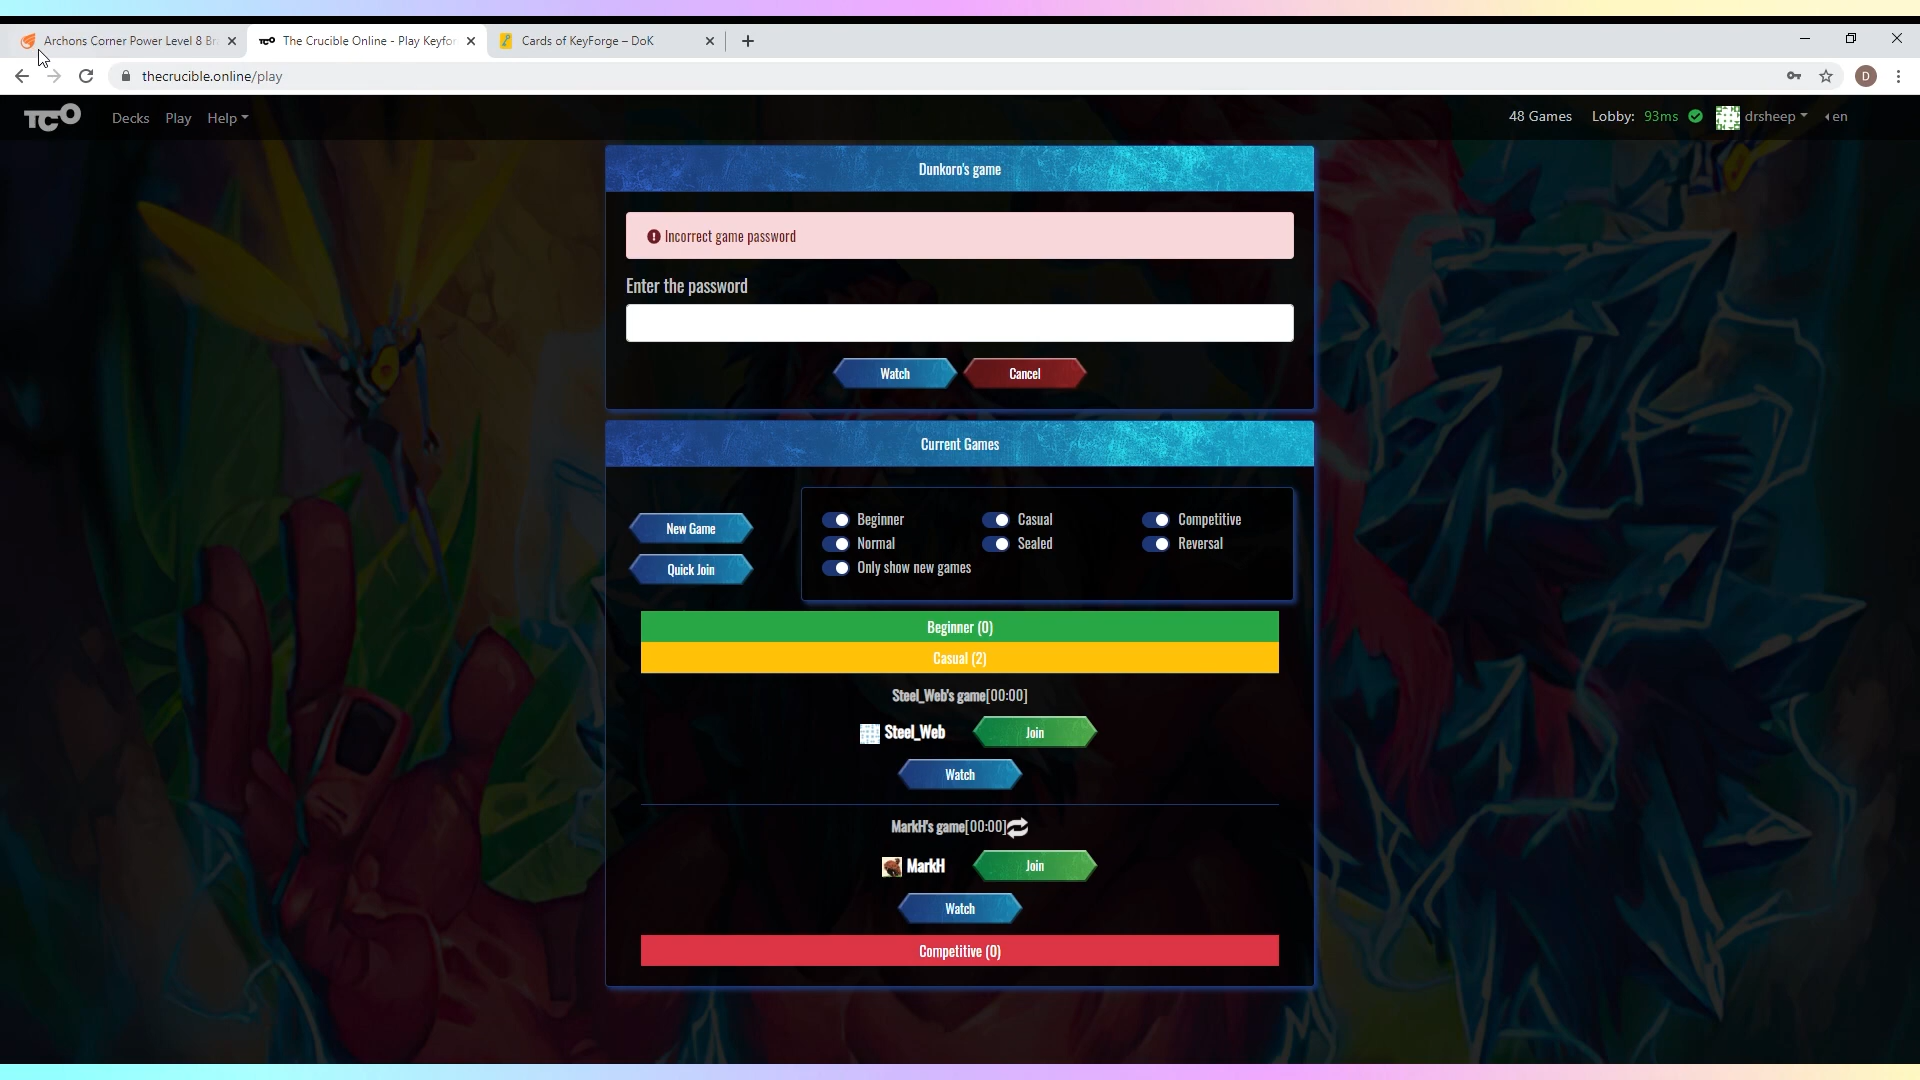 Archons Corner Power Level 8 Br
The Crucible Online - Play Keyfor
Cards of KeyForge – DoK
thecrucible.online/play
D
TCO
Decks
Play
Help
48 Games
Lobby: 93ms
drsheep
en
Dunkoro's game
Incorrect game password
Enter the password
Watch
Cancel
Current Games
New Game
Quick Join
Beginner
Casual
Competitive
Normal
Sealed
Reversal
Only show new games
Beginner (0)
Casual (2)
Steel_Web's game[00:00]
Steel_Web
Join
Watch
MarkH's game[00:00]
MarkH
Join
Watch
Competitive (0)